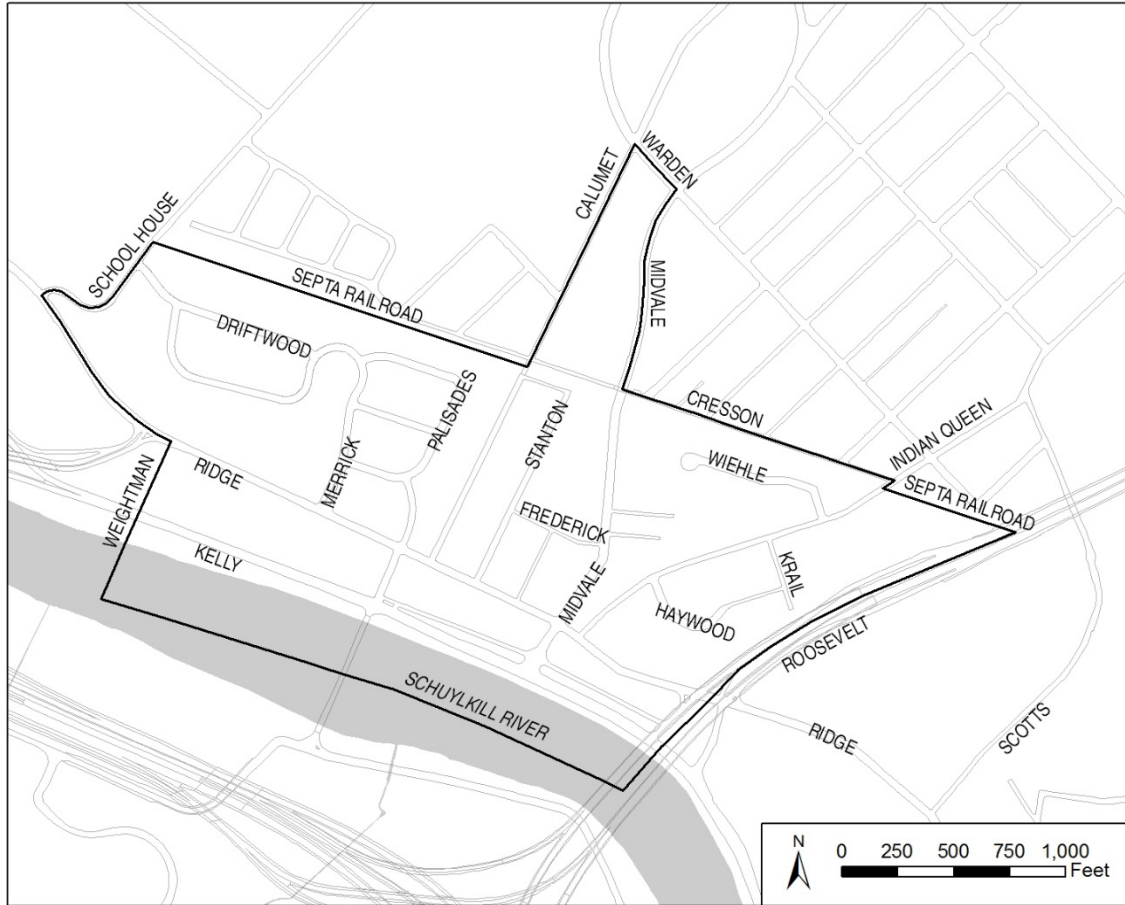 WARDEN
CALUMET
SCHOOL HOUSE
SEPTA RAILROAD
MIDVALE
DRIFTWOOD
PALISADES
STANTON
CRESSON
INDIAN QUEEN
MERRICK
WIEHLE
SEPTA RAILROAD
RIDGE
WEIGHTMAN
FREDERICK
KELLY
KRAIL
MIDVALE
HAYWOOD
ROOSEVELT
SCHUYLKILL RIVER
RIDGE
SCOTTS
N
0 250 500 750 1,000
Feet